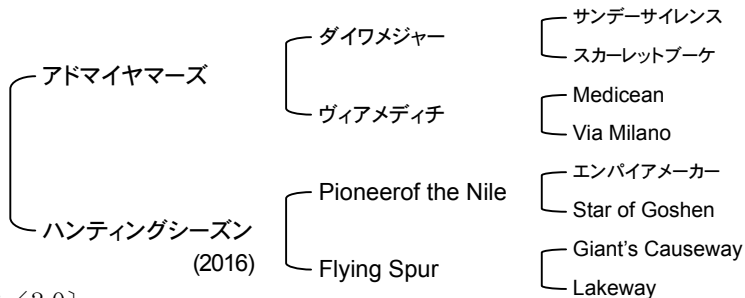 アドマイヤマーズ
ダイワメジャー
サンデーサイレンス
スカーレットブーケ
ヴィアメディチ
Medicean
Via Milano
ハンティングシーズン
(2016)
Pioneerof the Nile
エンパイアメーカー
Star of Goshen
Flying Spur
Giant's Causeway
Lakeway